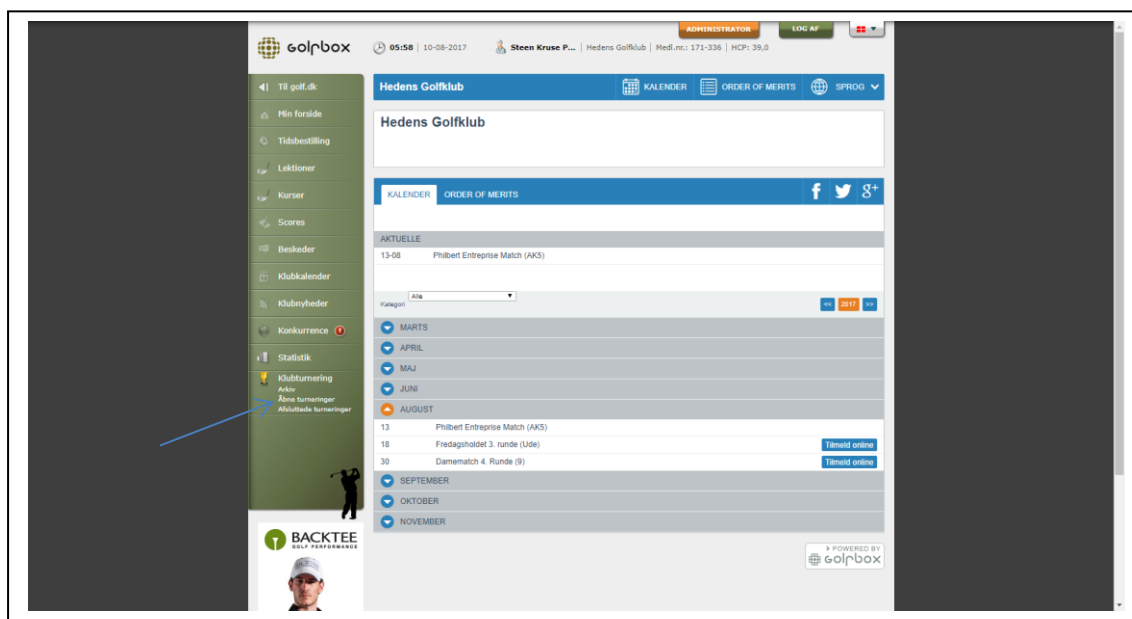 ADMINISTRATOR LOG AF
GOLFBOX 05:58 | 10-08-2017 Steen Kruse P... | Hedens Golfklub | Medl.nr.: 171-336 | HCP: 39,0
Til golf.dk
Min forside
Tidsbestilling
Lektioner
Kurser
Scores
Beskeder
Klubkalender
Klubnyheder
Konkurrence
Statistik
Klubturnering
Arkiv
Åbne turneringer
Afsluttede turneringer
BACKTEE
GOLF PERFORMANCE
Hedens Golfklub KALENDER ORDER OF MERITS SPROG
Hedens Golfklub
KALENDER ORDER OF MERITS f g+
AKTUELLE
13-08 Philbert Entreprise Match (AK5)
Kategori Alle << 2017 >>
MARTS
APRIL
MAJ
JUNI
AUGUST
13 Philbert Entreprise Match (AK5)
18 Fredagsholdet 3. runde (Ude) Tilmeld online
30 Damematch 4. Runde (9) Tilmeld online
SEPTEMBER
OKTOBER
NOVEMBER
POWERED BY
GOLFBOX